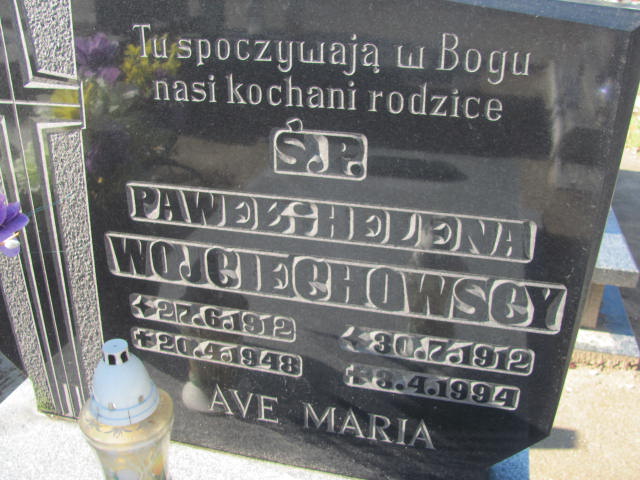 Tu spoczywają w Bogu
nasi kochani rodzice
Ś.P.
PAWEŁ i HELENA
WOJCIECHOWSCY
*27.6.1912 *30.7.1912
+20.4.1948 +3.4.1994
AVE MARIA